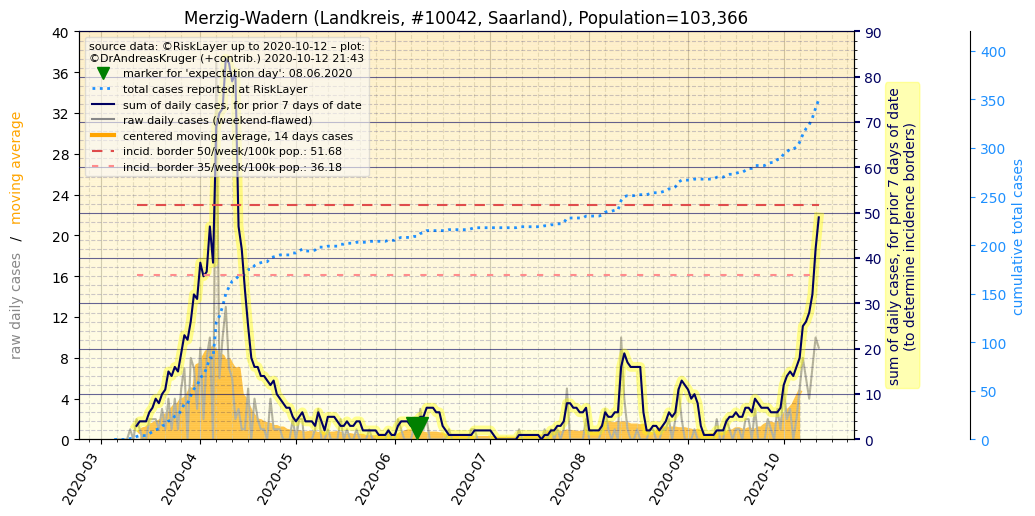 Merzig-Wadern (Landkreis, #10042, Saarland), Population=103,366
source data: ©RiskLayer up to 2020-10-12 – plot:
©DrAndreasKruger (+contrib.) 2020-10-12 21:43
marker for 'expectation day': 08.06.2020
total cases reported at RiskLayer
sum of daily cases, for prior 7 days of date
raw daily cases (weekend-flawed)
centered moving average, 14 days cases
incid. border 50/week/100k pop.: 51.68
incid. border 35/week/100k pop.: 36.18
raw daily cases / moving average
40
36
32
28
24
20
16
12
8
4
0
2020-03
2020-04
2020-05
2020-06
2020-07
2020-08
2020-09
2020-10
90
80
70
60
50
40
30
20
10
0
sum of daily cases, for prior 7 days of date
(to determine incidence borders)
400
350
300
250
200
150
100
50
0
cumulative total cases